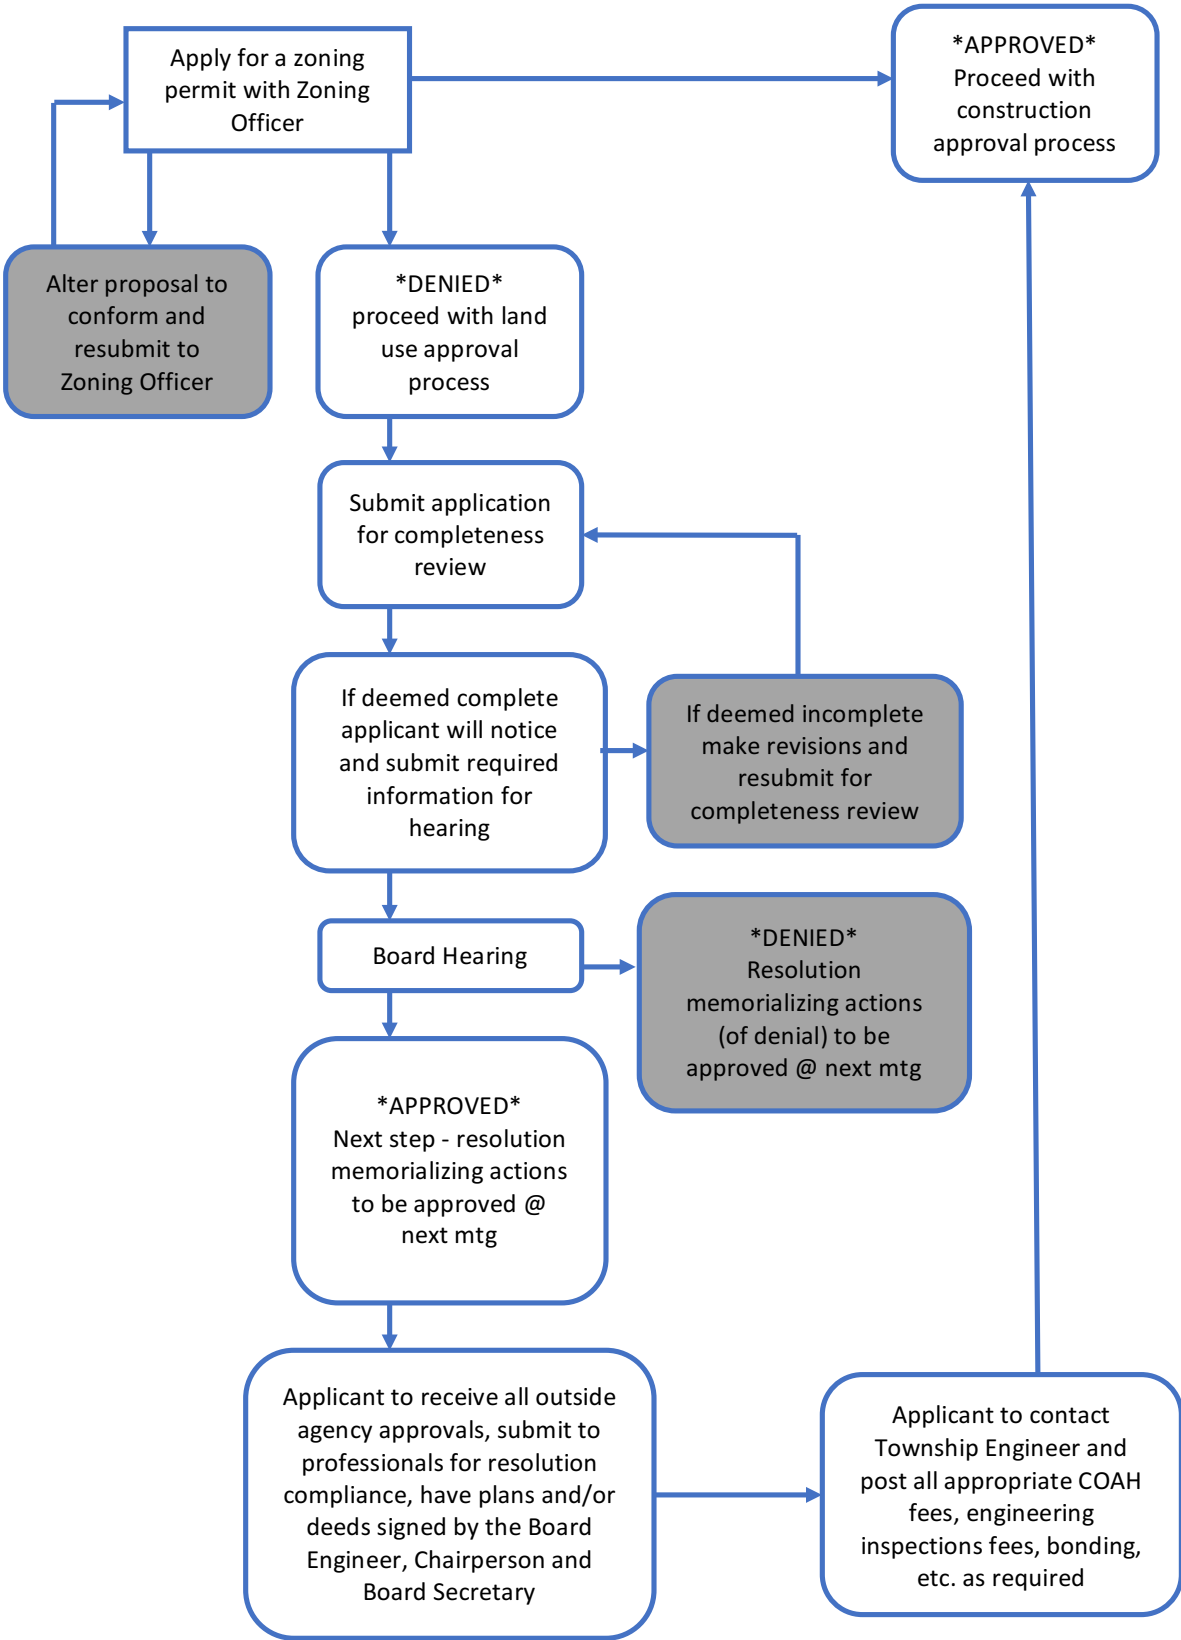 Apply for a zoning
permit with Zoning
Officer
*APPROVED*
Proceed with
construction
approval process
Alter proposal to
conform and
resubmit to
Zoning Officer
*DENIED*
proceed with land
use approval
process
Submit application
for completeness
review
If deemed complete
applicant will notice
and submit required
information for
hearing
If deemed incomplete
make revisions and
resubmit for
completeness review
Board Hearing
*DENIED*
Resolution
memorializing actions
(of denial) to be
approved @ next mtg
*APPROVED*
Next step - resolution
memorializing actions
to be approved @
next mtg
Applicant to receive all outside
agency approvals, submit to
professionals for resolution
compliance, have plans and/or
deeds signed by the Board
Engineer, Chairperson and
Board Secretary
Applicant to contact
Township Engineer and
post all appropriate COAH
fees, engineering
inspections fees, bonding,
etc. as required